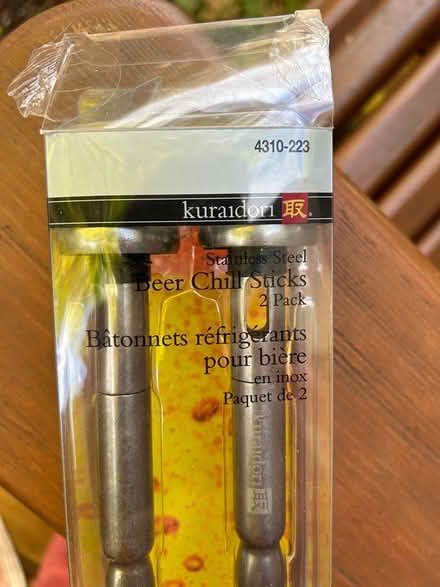 4310-223
kuraidori 取®
Stainless Steel
Beer Chill Sticks
2 Pack
Bâtonnets réfrigérants
pour bière
en inox
Paquet de 2
kuraidori 取